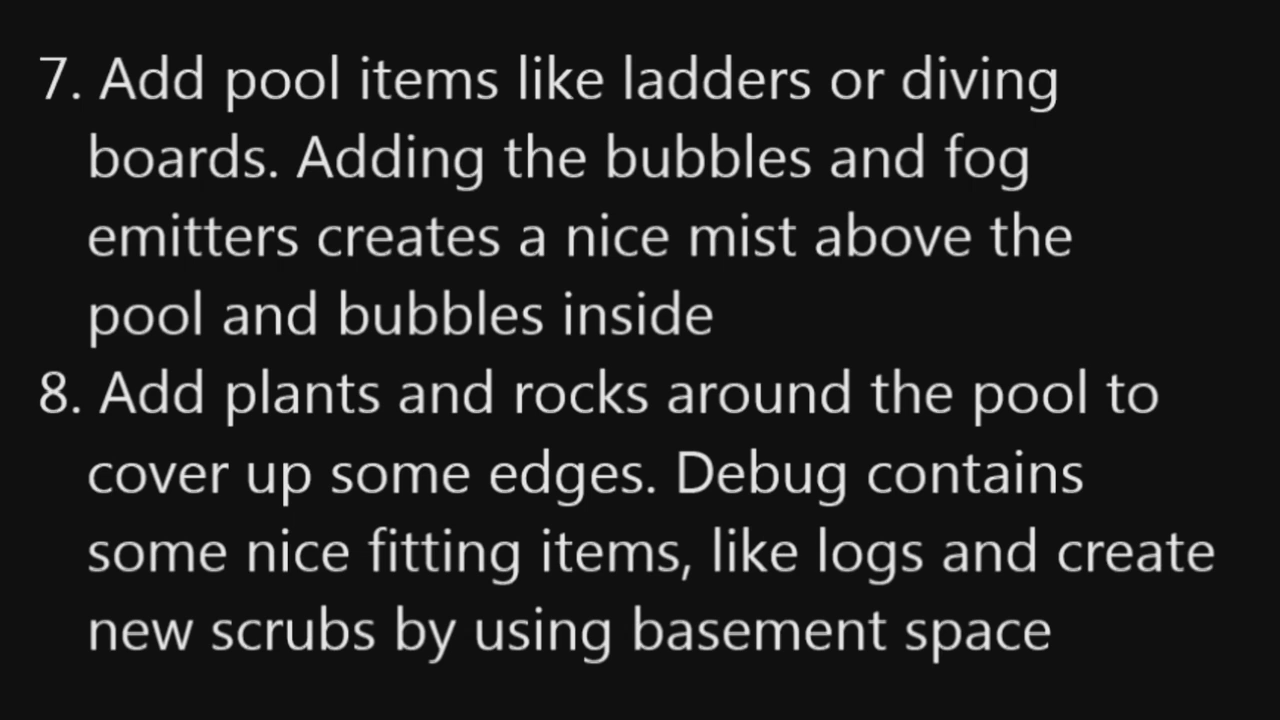 7. Add pool items like ladders or diving
boards. Adding the bubbles and fog
emitters creates a nice mist above the
pool and bubbles inside
8. Add plants and rocks around the pool to
cover up some edges. Debug contains
some nice fitting items, like logs and create
new scrubs by using basement space